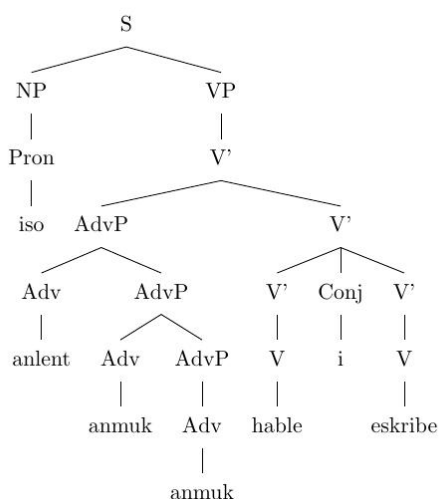 S
NP VP
Pron V'
iso AdvP V'
Adv AdvP V' Conj V'
anlent Adv AdvP V i V
anmuk Adv hable eskribe
anmuk